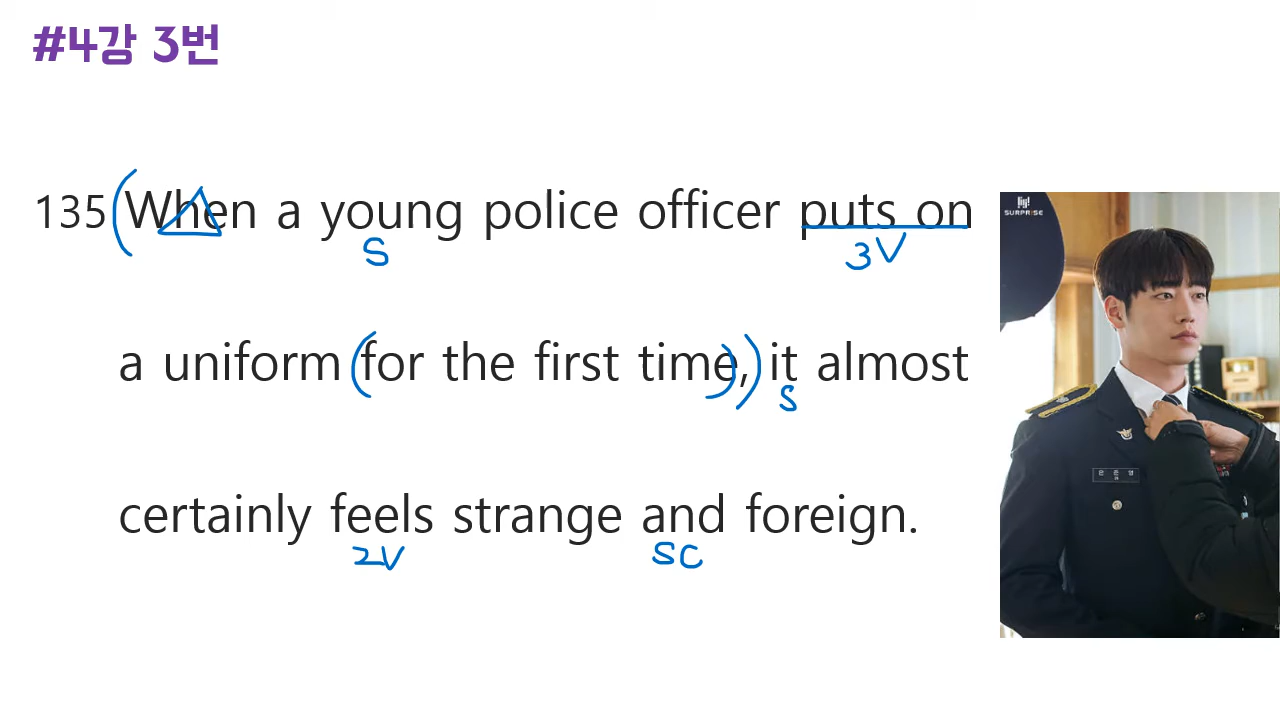 #4강 3번
135 When a young police officer puts on
S
3V
a uniform for the first time, it almost
S
certainly feels strange and foreign.
2V
SC
SURPRISE